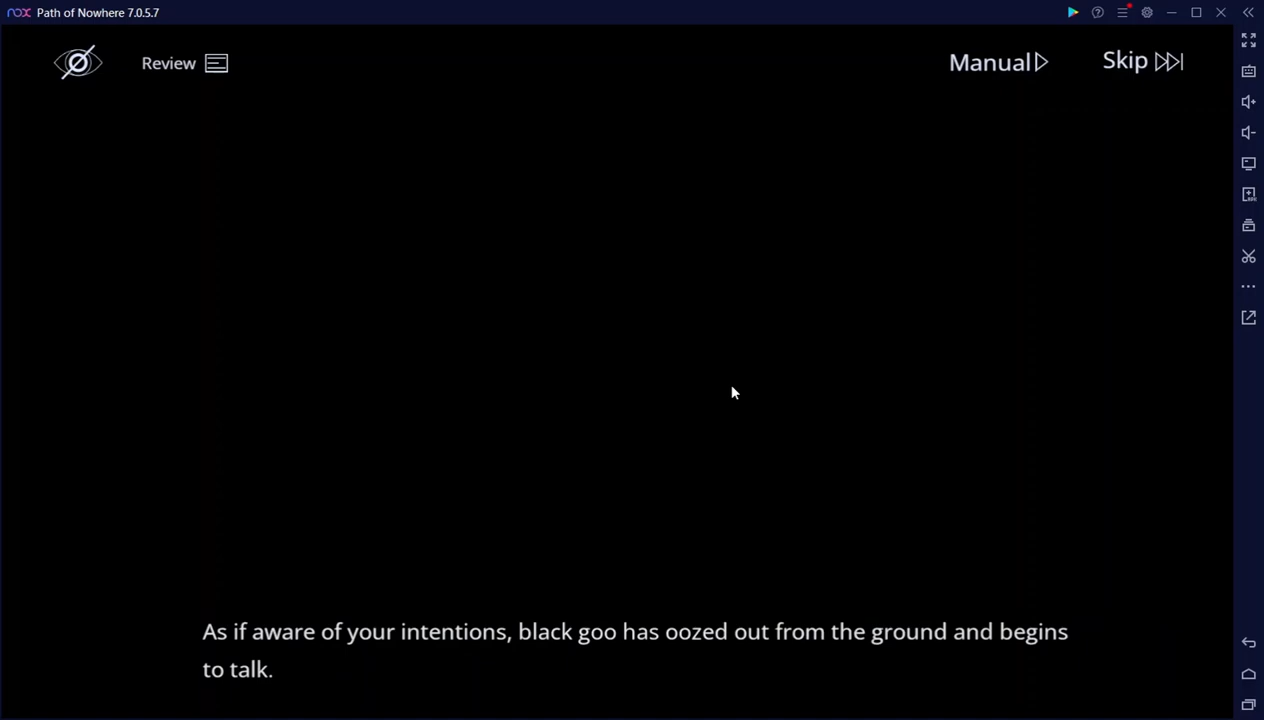 nox Path of Nowhere 7.0.5.7
Review
Manual
Skip
As if aware of your intentions, black goo has oozed out from the ground and begins
to talk.